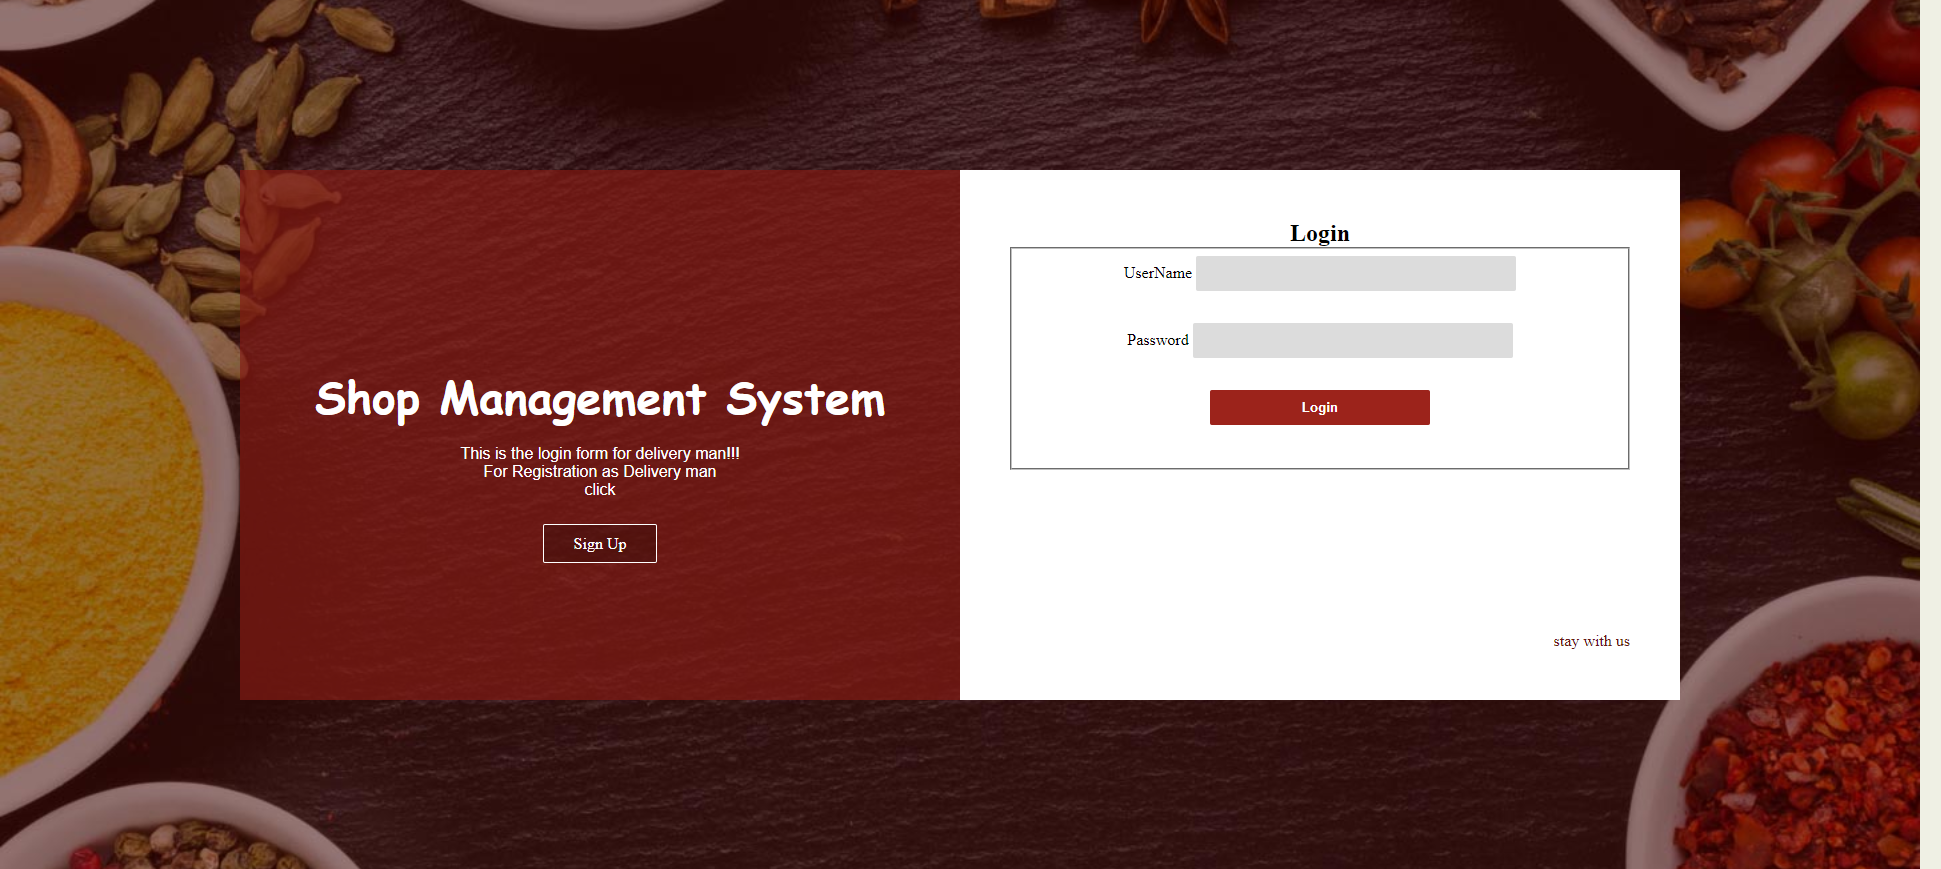 Shop Management System
This is the login form for delivery man!!!
For Registration as Delivery man
click
Sign Up
Login
UserName
Password
Login
stay with us